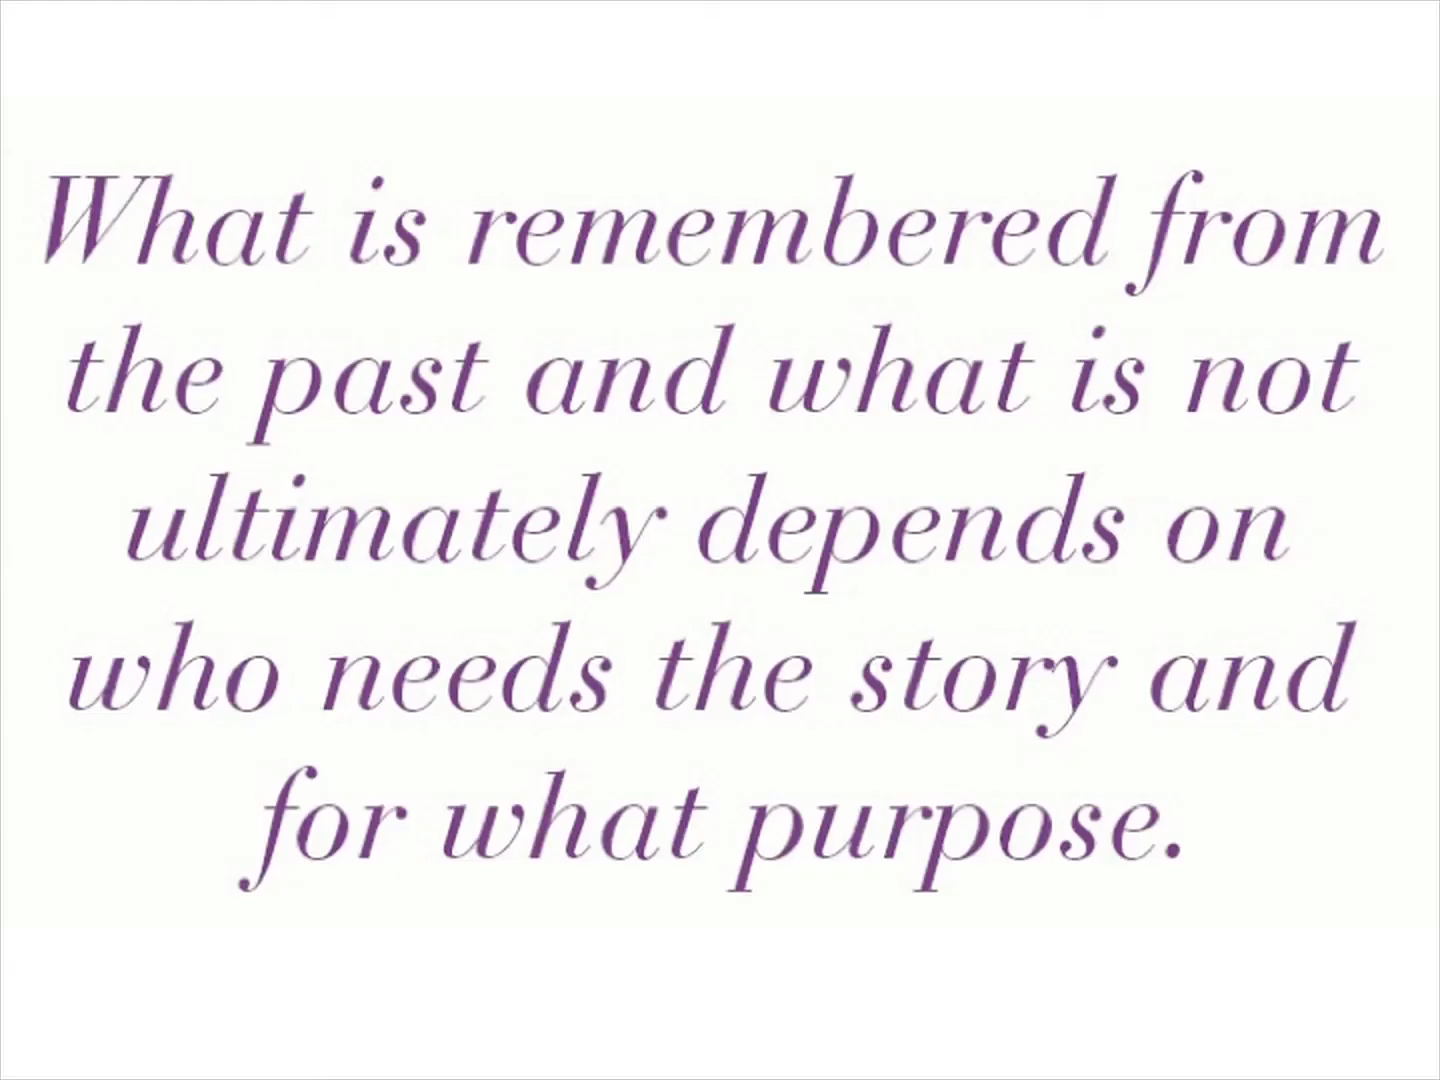 What is remembered from
the past and what is not
ultimately depends on
who needs the story and
for what purpose.